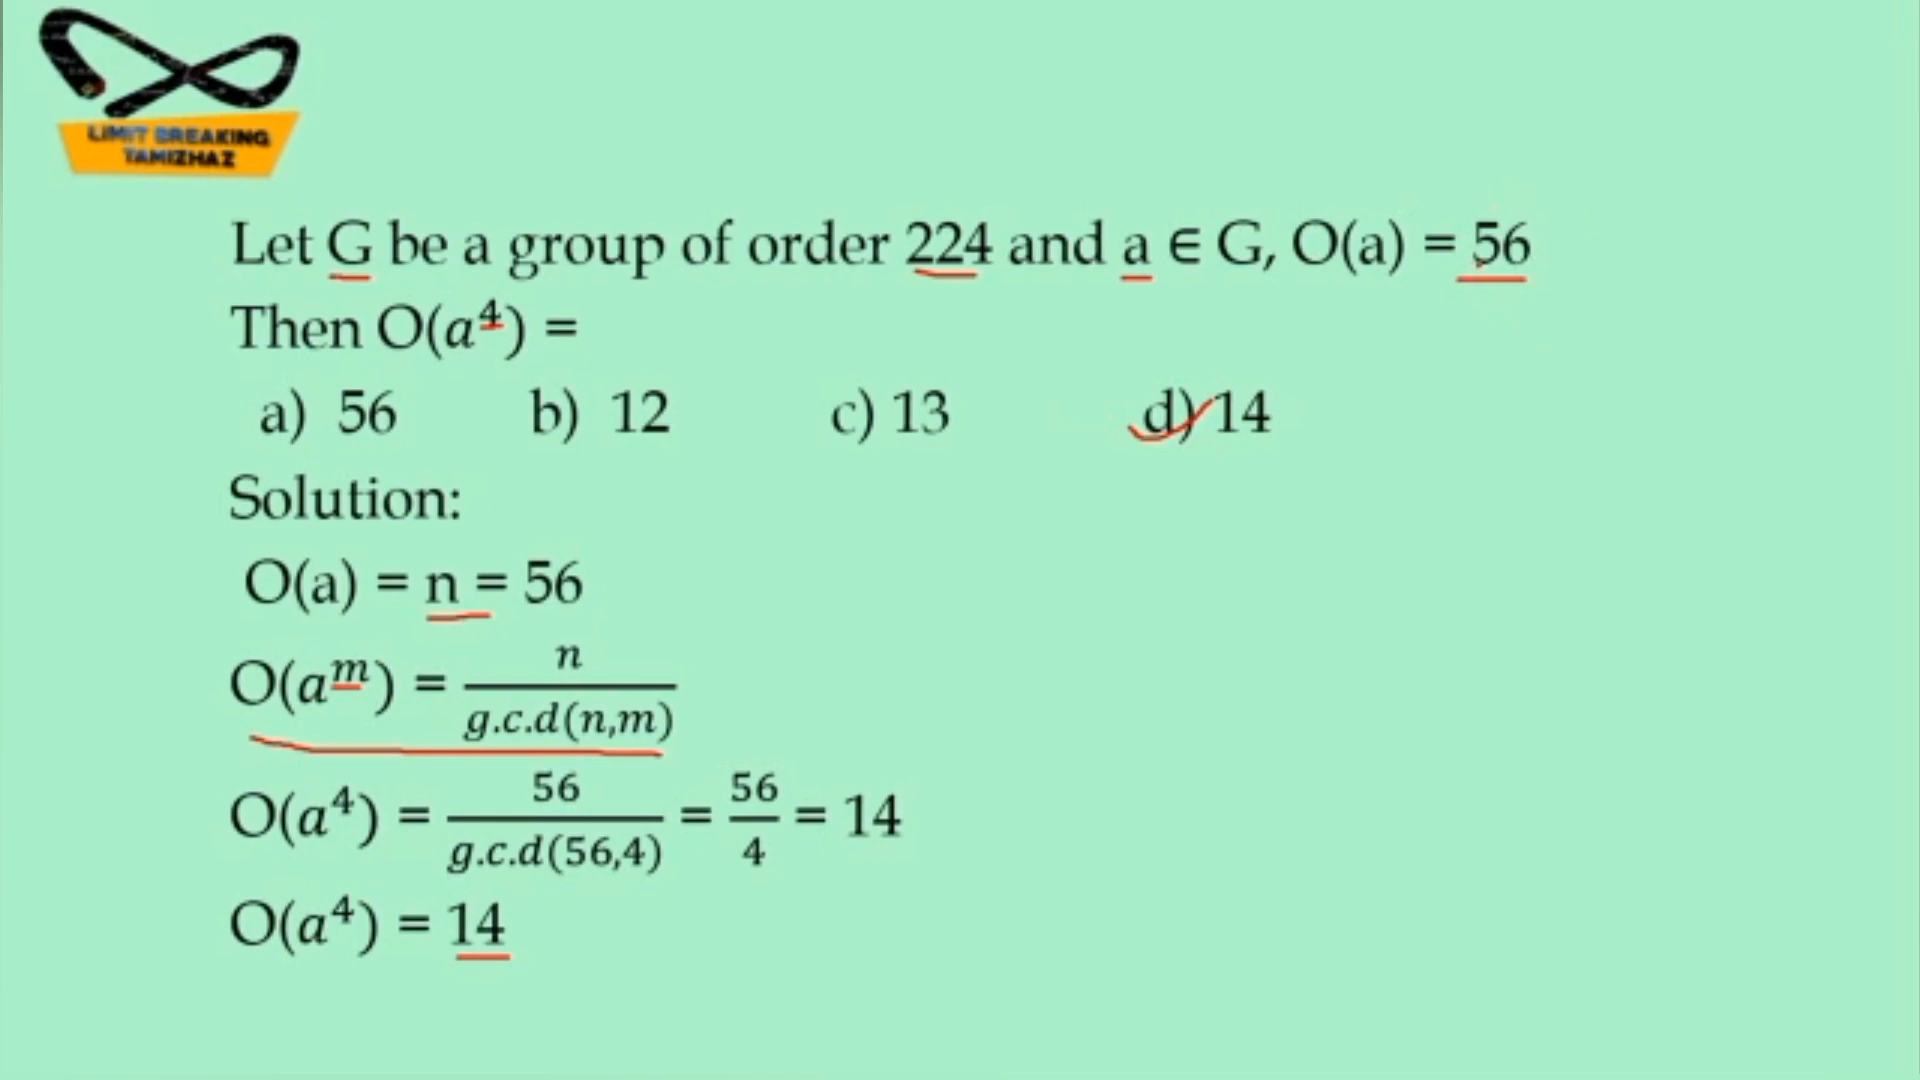 LIMIT BREAKING
TAMIZHAZ
Let G be a group of order 224 and a ∈ G, O(a) = 56
Then O(a⁴) =
a) 56 b) 12 c) 13 d) 14
Solution:
O(a) = n = 56
O(aᵐ) = n / g.c.d(n,m)
O(a⁴) = 56 / g.c.d(56,4) = 56 / 4 = 14
O(a⁴) = 14